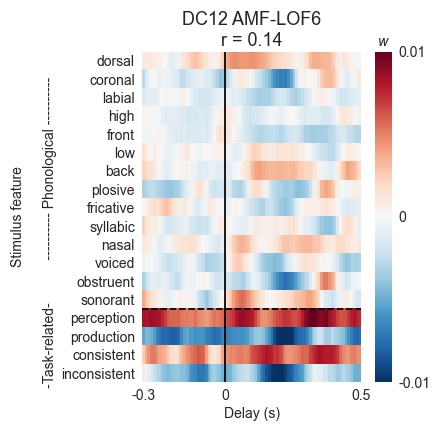 DC12 AMF-LOF6
r = 0.14
w
dorsal
coronal
labial
high
front
low
back
plosive
fricative
syllabic
nasal
voiced
obstruent
sonorant
perception
production
consistent
inconsistent
Stimulus feature
---------- Phonological ----------
-Task-related-
-0.3
0
0.5
Delay (s)
0.01
0
-0.01